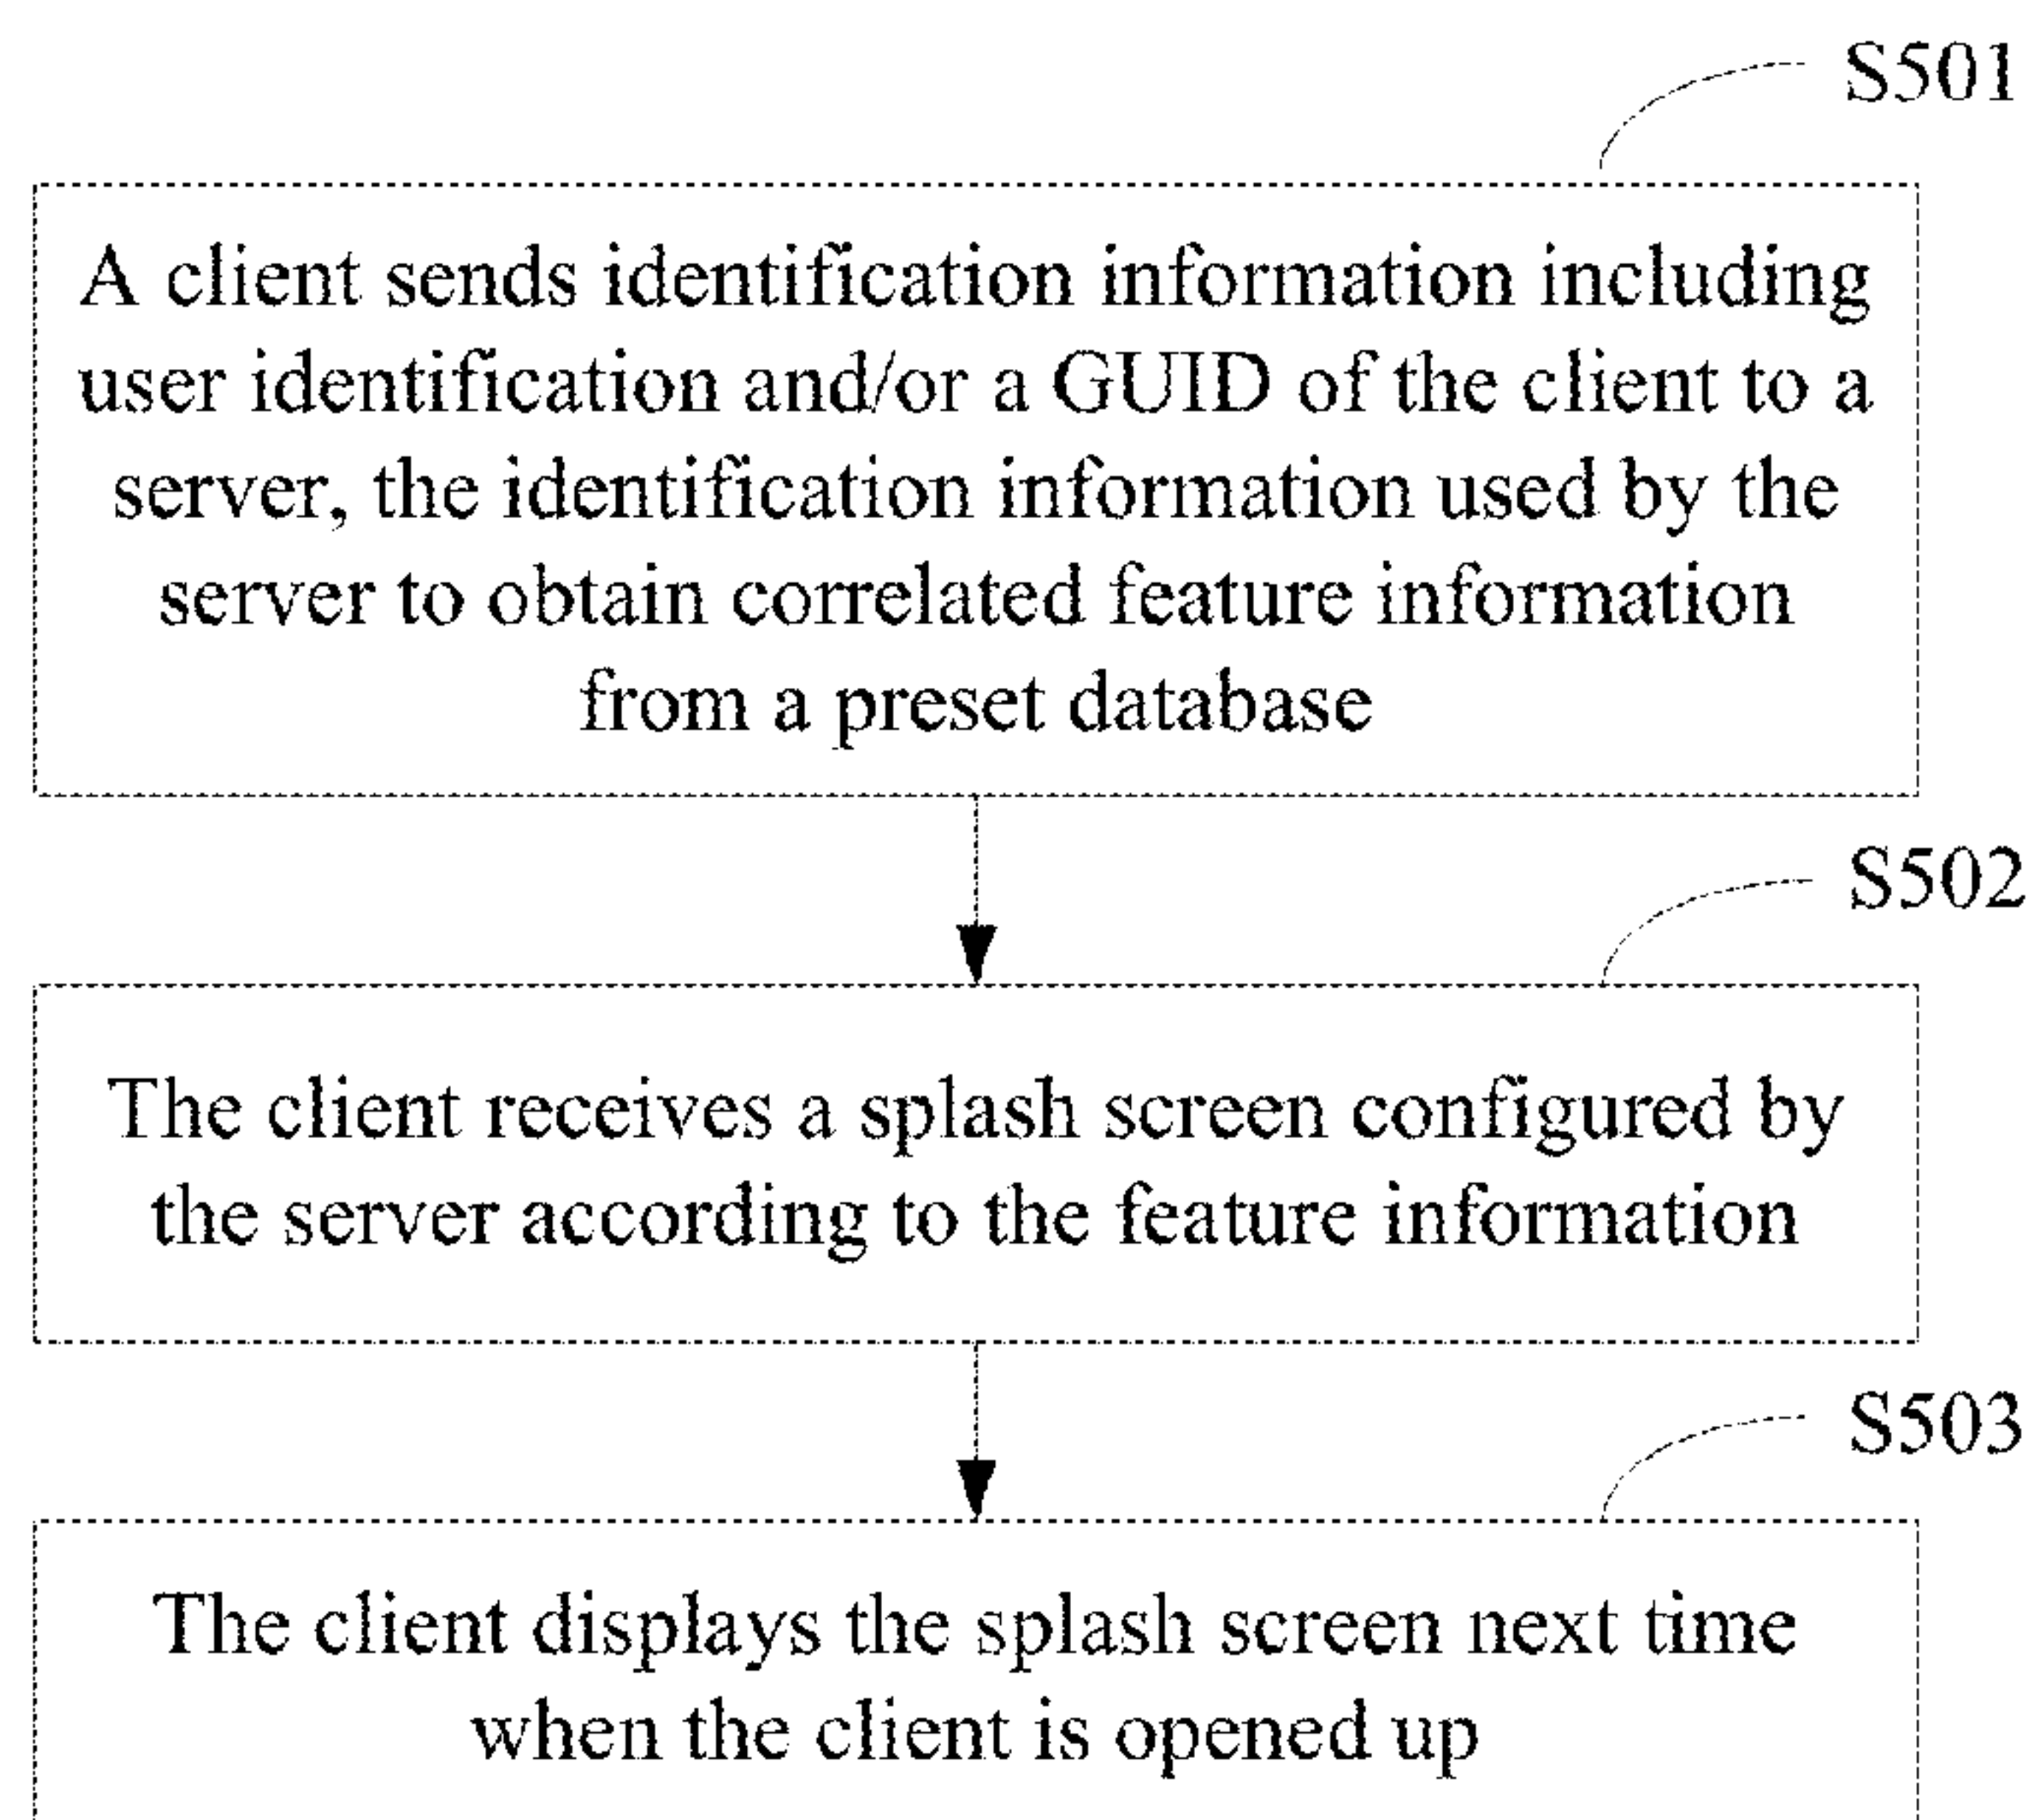 S501
A client sends identification information including
user identification and/or a GUID of the client to a
server, the identification information used by the
server to obtain correlated feature information
from a preset database
S502
The client receives a splash screen configured by
the server according to the feature information
S503
The client displays the splash screen next time
when the client is opened up